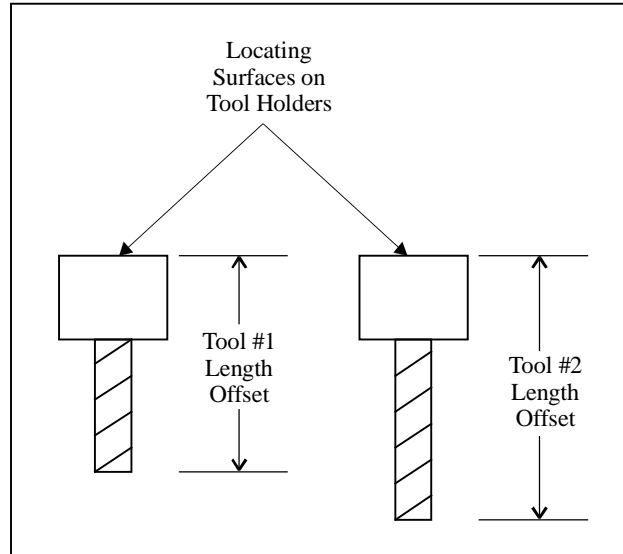 Locating
Surfaces on
Tool Holders
Tool #1
Length
Offset
Tool #2
Length
Offset